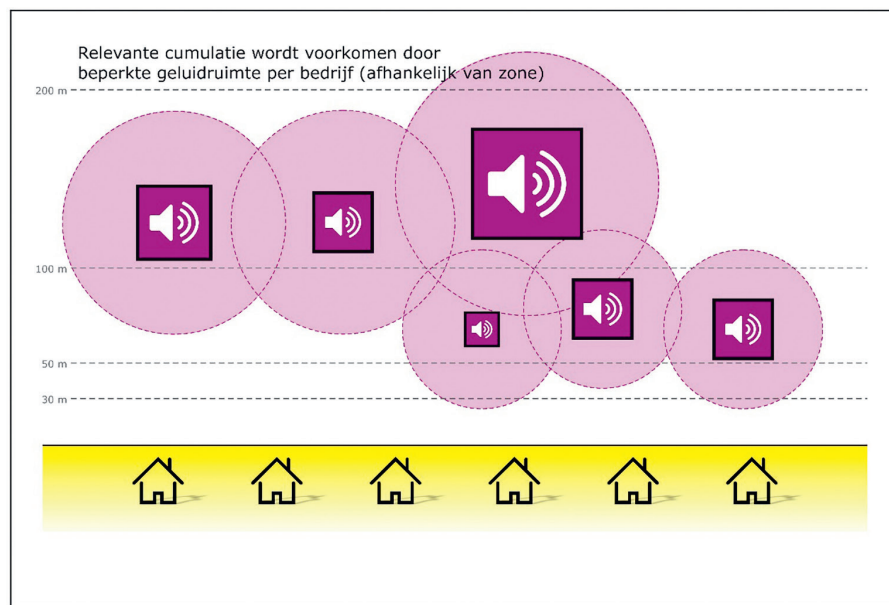 Relevante cumulatie wordt voorkomen door
beperkte geluidruimte per bedrijf (afhankelijk van zone)
200 m
100 m
50 m
30 m